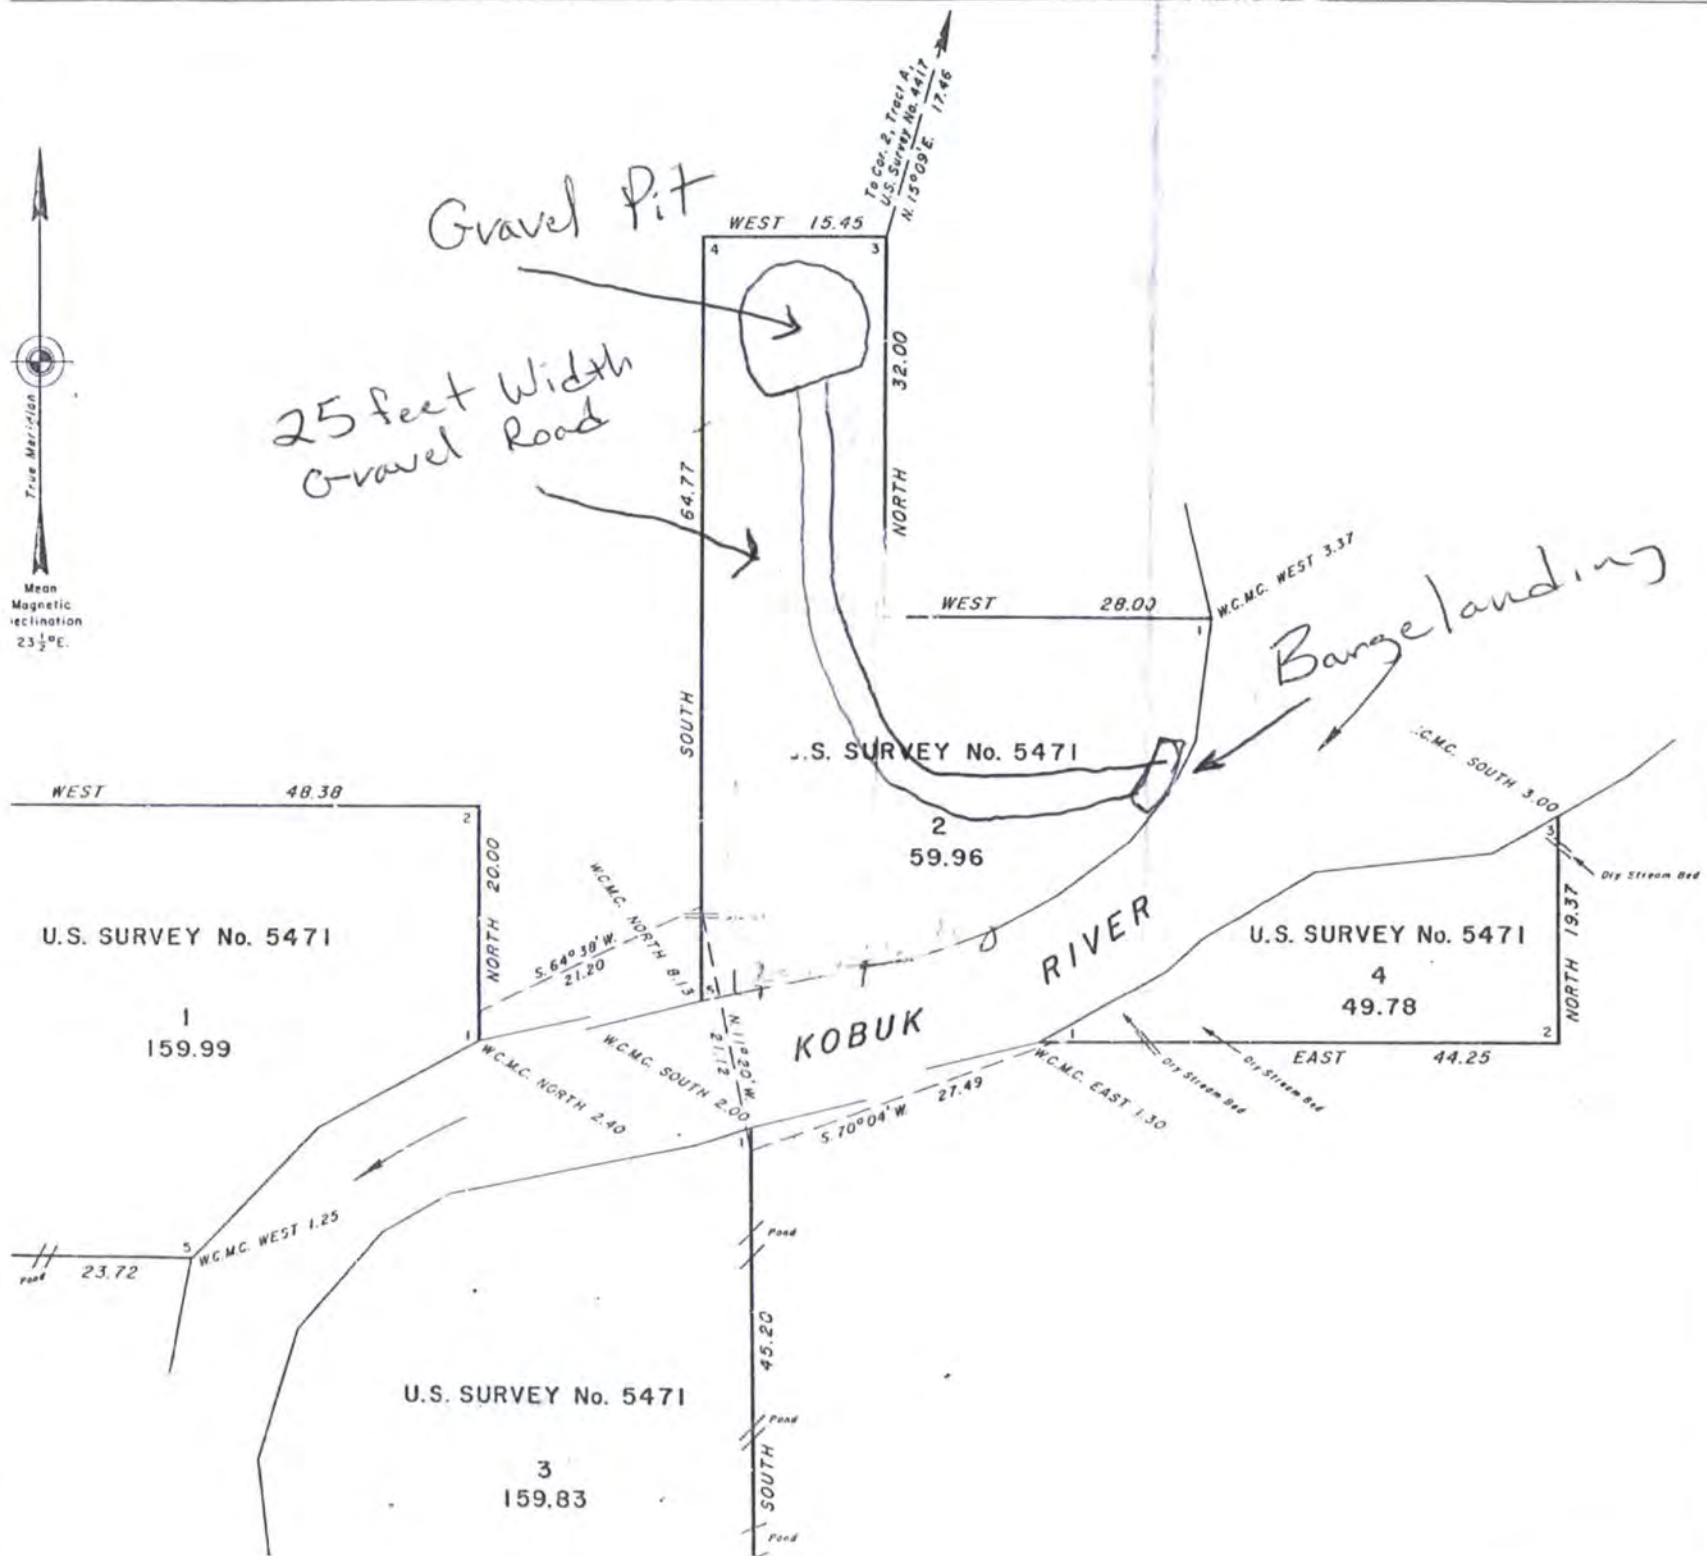 To Cor. 2, Tract A,
U.S. Survey No. 4417
N. 15°09'E. 17.46
Gravel Pit
WEST 15.45
4
3
32.00
NORTH
25 feet Width
Gravel Road
True Meridian
Mean
Magnetic
eclination
23½°E.
64.77
SOUTH
WEST 28.00
1
W.C.M.C. WEST 3.37
Bargelanding
.S. SURVEY No. 5471
2
59.96
.C.M.C. SOUTH 3.00
3
Dry Stream Bed
WEST 48.38
2
NORTH 20.00
U.S. SURVEY No. 5471
1
159.99
1
W.C.M.C. NORTH 8.13
S. 64°38'W.
21.20
5
N. 11°20'W.
21.12
KOBUK RIVER
U.S. SURVEY No. 5471
4
49.78
NORTH 19.37
2
1
EAST 44.25
Dry Stream Bed
Dry Stream Bed
W.C.M.C. EAST 1.30
W.C.M.C. NORTH 2.40
W.C.M.C. SOUTH 2.00
1
S. 70°04'W. 27.49
5
W.C.M.C. WEST 1.25
Pond
23.72
Pond
45.20
Pond
SOUTH
Pond
U.S. SURVEY No. 5471
3
159.83